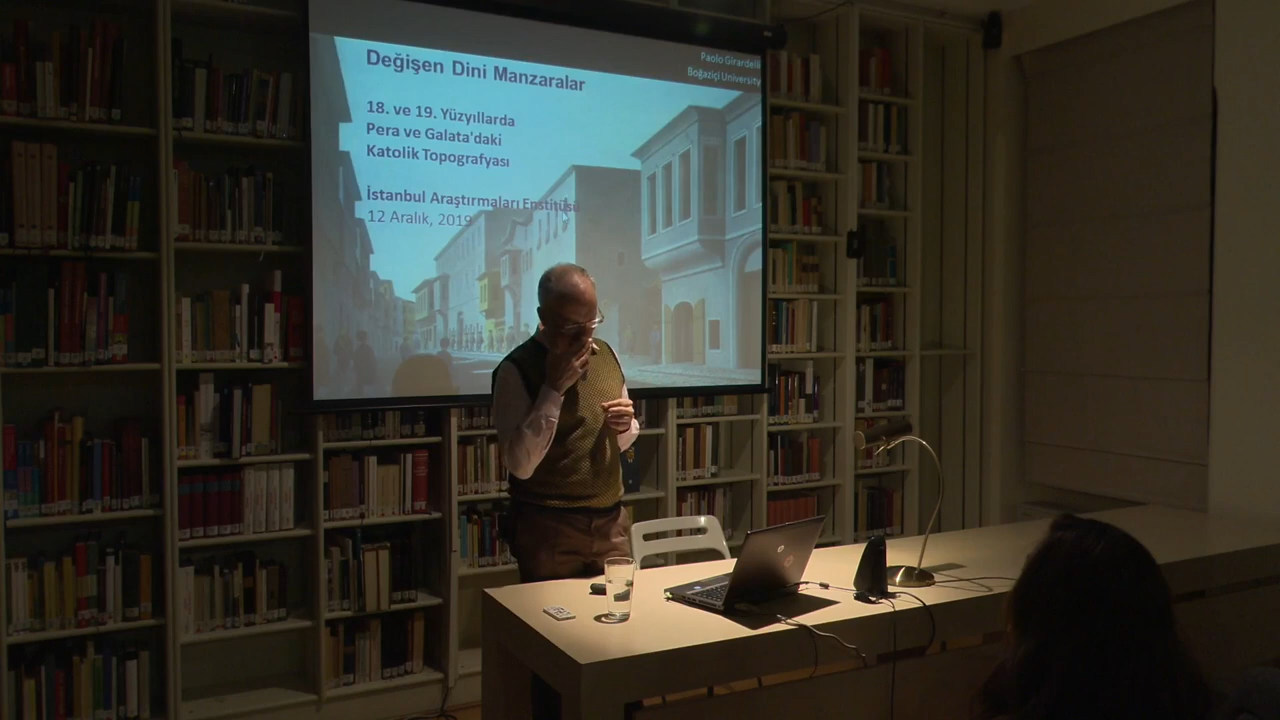 Değişen Dini Manzaralar
Paolo Girardelli
Boğaziçi University
18. ve 19. Yüzyıllarda
Pera ve Galata'daki
Katolik Topografyası
İstanbul Araştırmaları Enstitüsü
12 Aralık, 2019